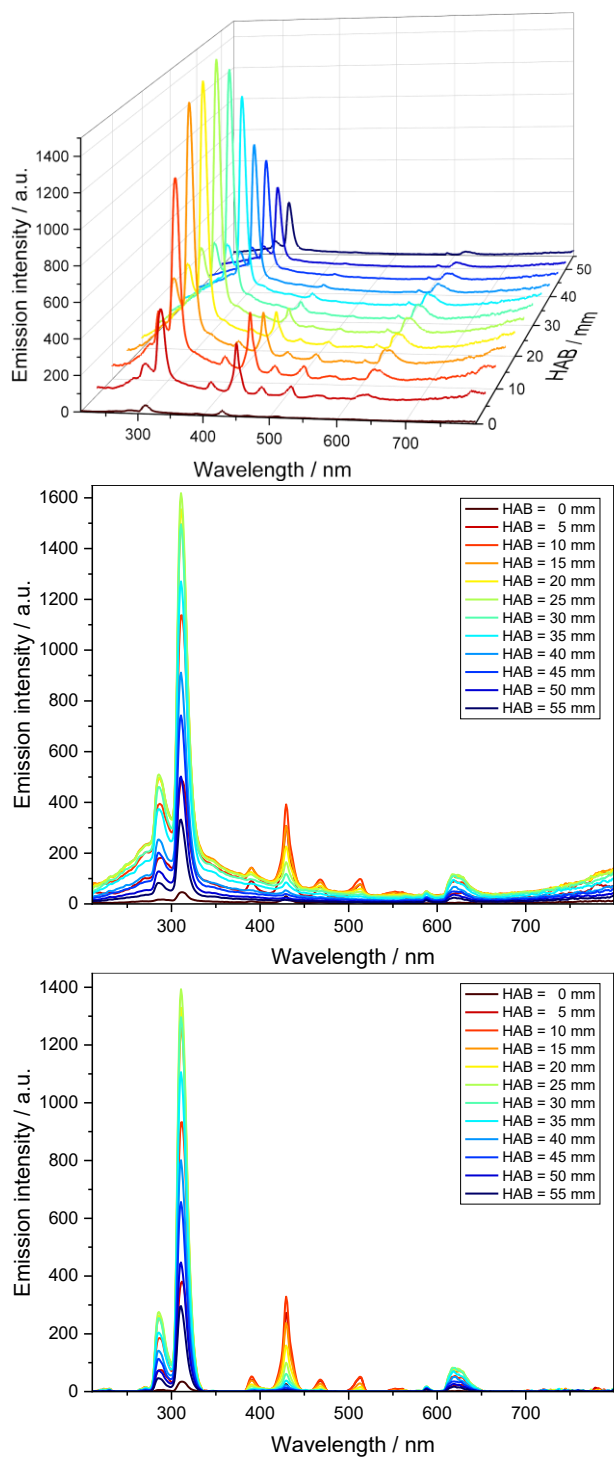 1400
1200
1000
800
600
400
200
0
Emission intensity / a.u.
300
400
500
600
700
Wavelength / nm
0
10
20
30
40
50
HAB / mm
1600
1400
1200
1000
800
600
400
200
0
Emission intensity / a.u.
HAB = 0 mm
HAB = 5 mm
HAB = 10 mm
HAB = 15 mm
HAB = 20 mm
HAB = 25 mm
HAB = 30 mm
HAB = 35 mm
HAB = 40 mm
HAB = 45 mm
HAB = 50 mm
HAB = 55 mm
300
400
500
600
700
Wavelength / nm
1400
1200
1000
800
600
400
200
0
Emission intensity / a.u.
HAB = 0 mm
HAB = 5 mm
HAB = 10 mm
HAB = 15 mm
HAB = 20 mm
HAB = 25 mm
HAB = 30 mm
HAB = 35 mm
HAB = 40 mm
HAB = 45 mm
HAB = 50 mm
HAB = 55 mm
300
400
500
600
700
Wavelength / nm